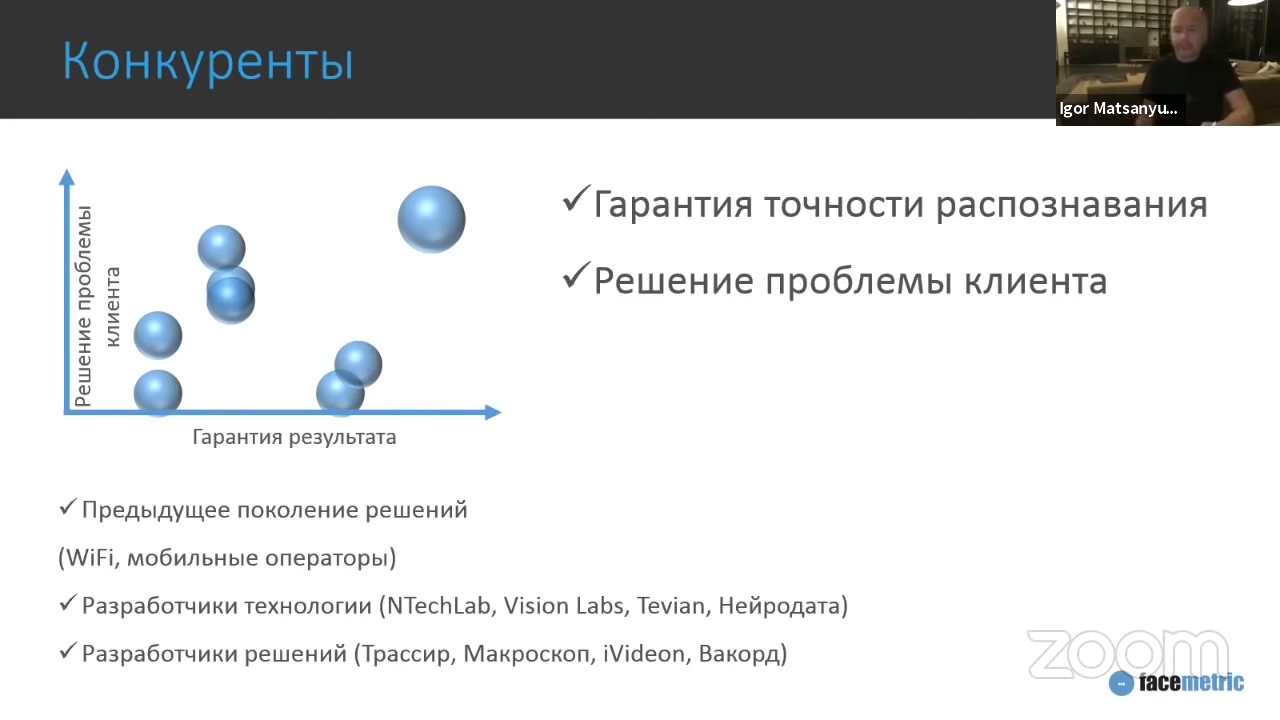 Конкуренты
Igor Matsanyu...
Решение проблемы
клиента
Гарантия результата
✓Гарантия точности распознавания
✓Решение проблемы клиента
✓Предыдущее поколение решений
(WiFi, мобильные операторы)
✓Разработчики технологии (NTechLab, Vision Labs, Tevian, Нейродата)
✓Разработчики решений (Трассир, Макроскоп, iVideon, Вакорд)
zoom
facemetric